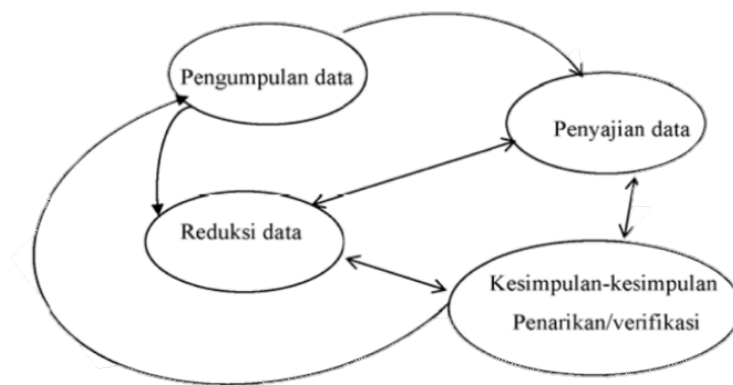 Pengumpulan data
Penyajian data
Reduksi data
Kesimpulan-kesimpulan
Penarikan/verifikasi